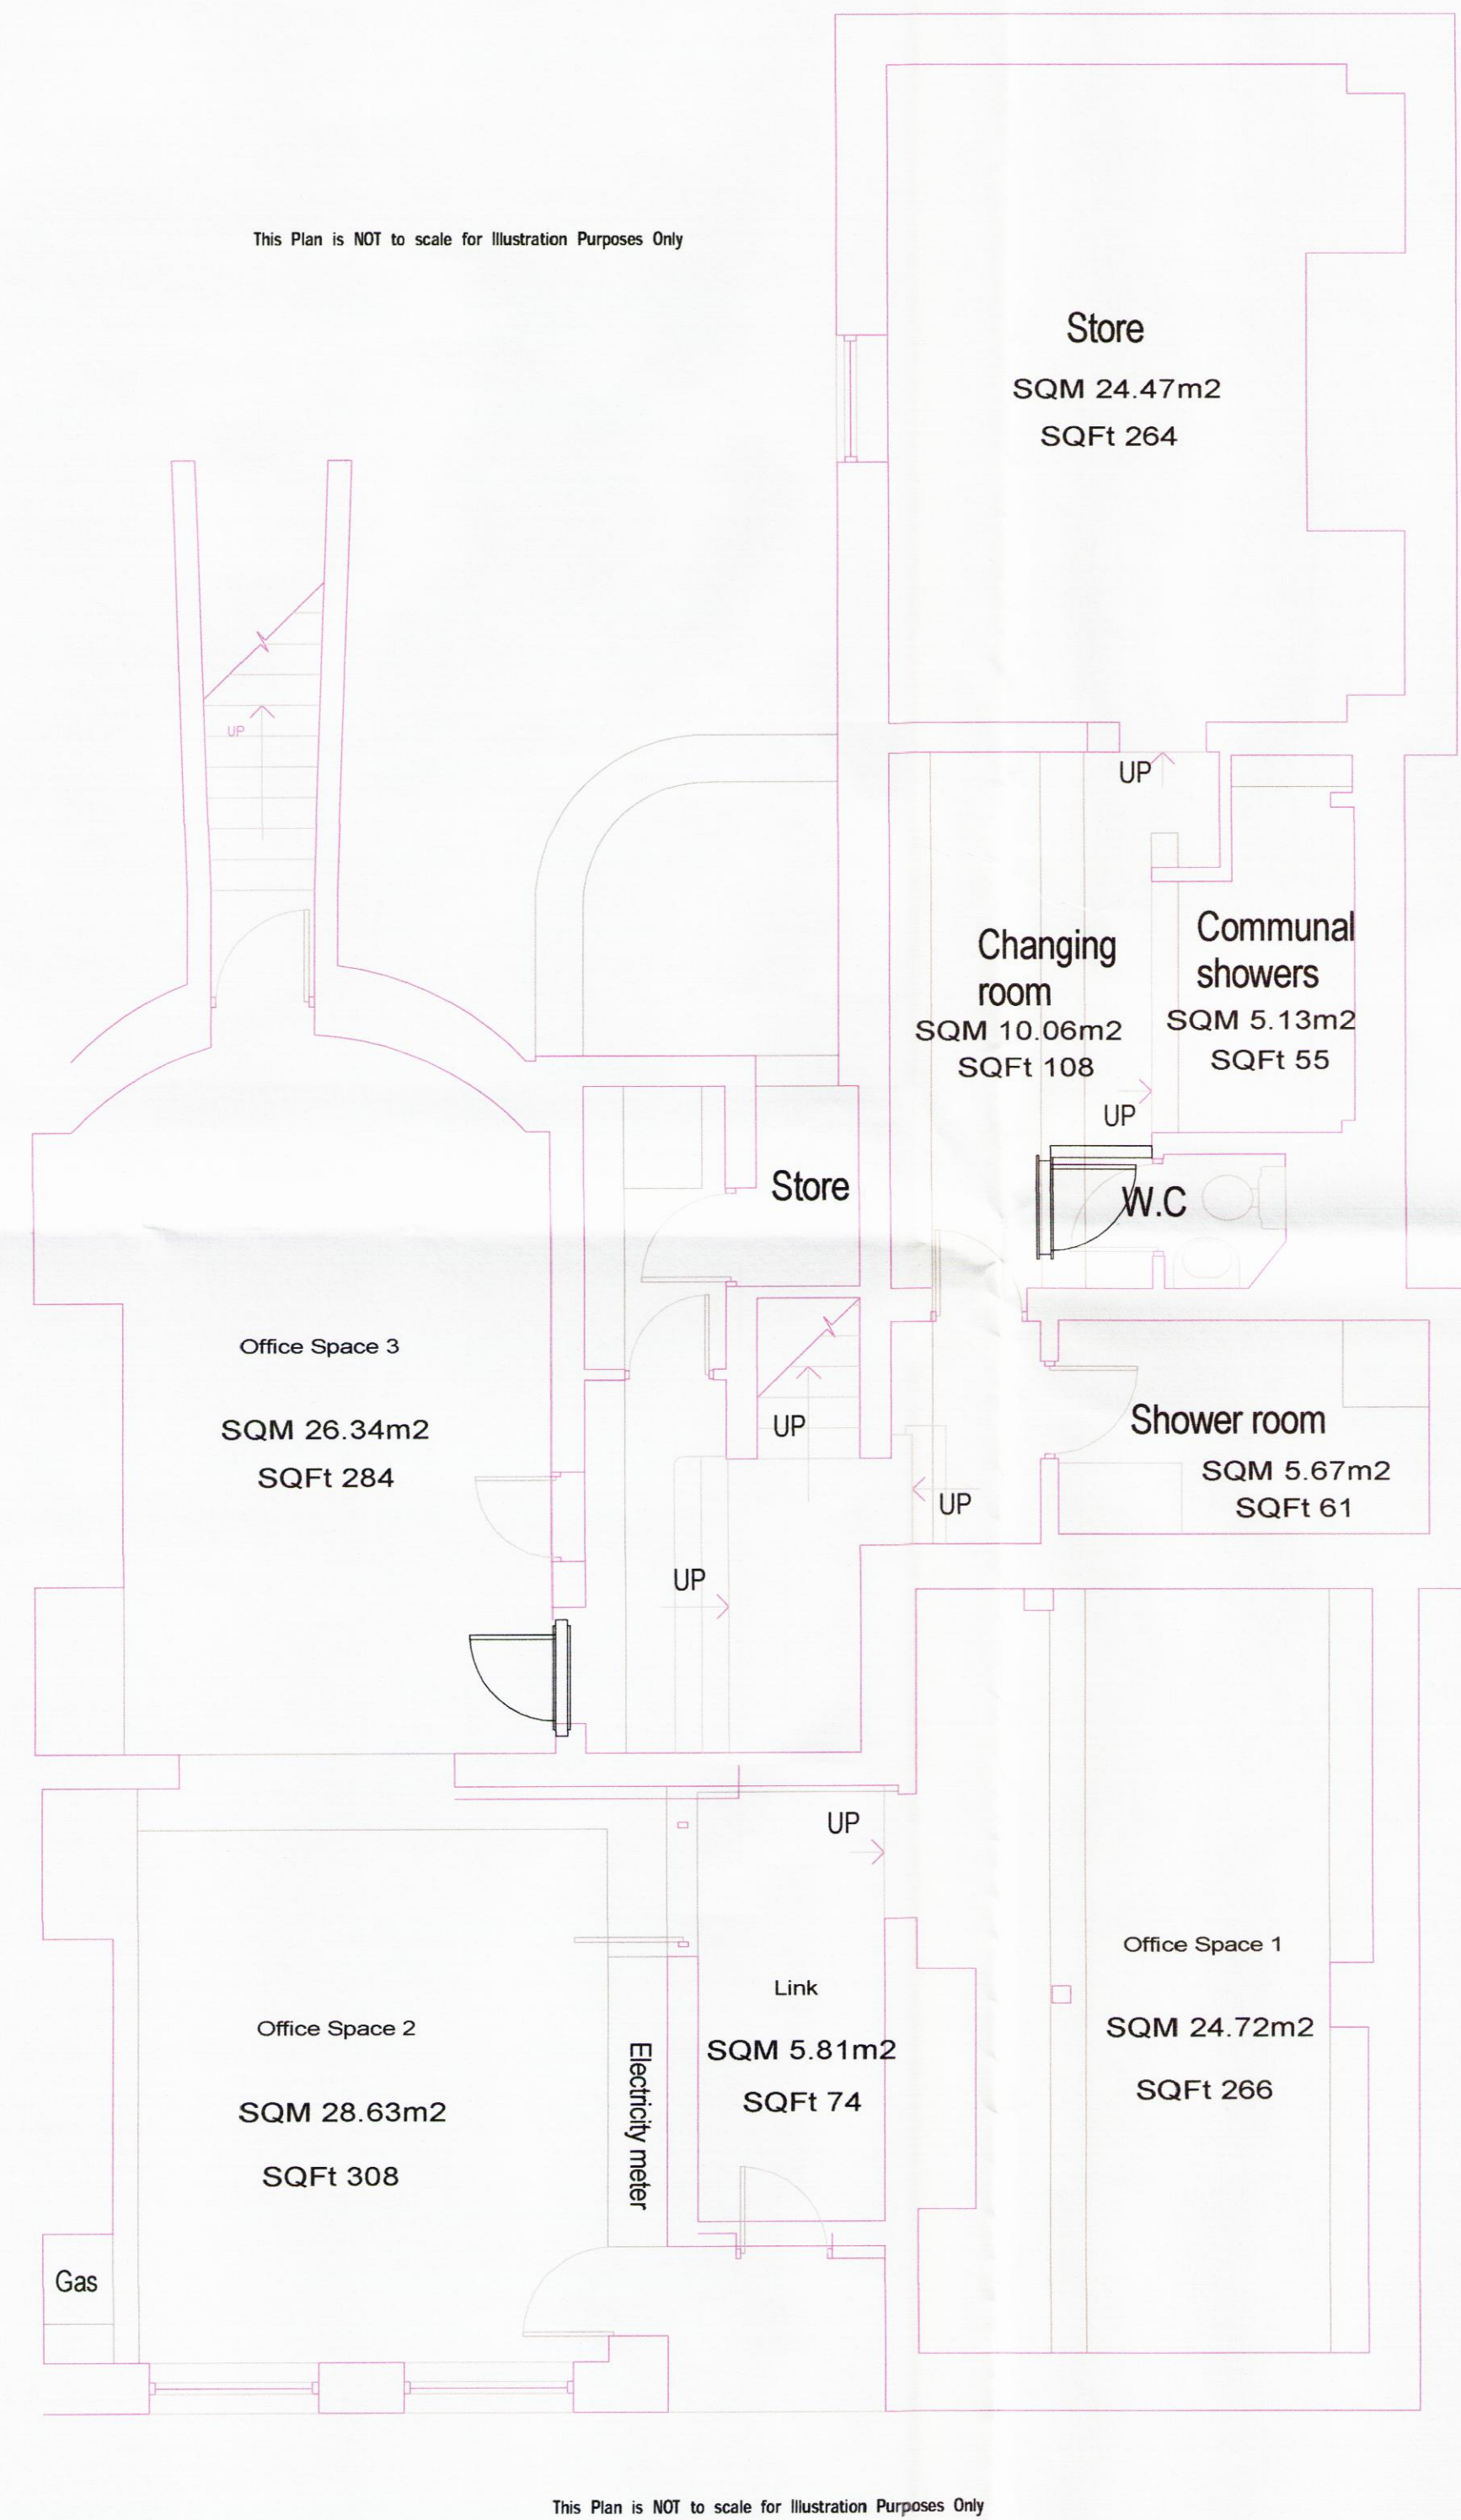 This Plan is NOT to scale for Illustration Purposes Only
Store
SQM 24.47m2
SQFt 264
UP
UP
Communal
showers
SQM 5.13m2
SQFt 55
Changing
room
SQM 10.06m2
SQFt 108
UP
Store
W.C
Office Space 3
SQM 26.34m2
SQFt 284
UP
Shower room
SQM 5.67m2
SQFt 61
UP
UP
UP
Office Space 1
SQM 24.72m2
SQFt 266
Link
SQM 5.81m2
SQFt 74
Office Space 2
SQM 28.63m2
SQFt 308
Electricity meter
Gas
This Plan is NOT to scale for Illustration Purposes Only